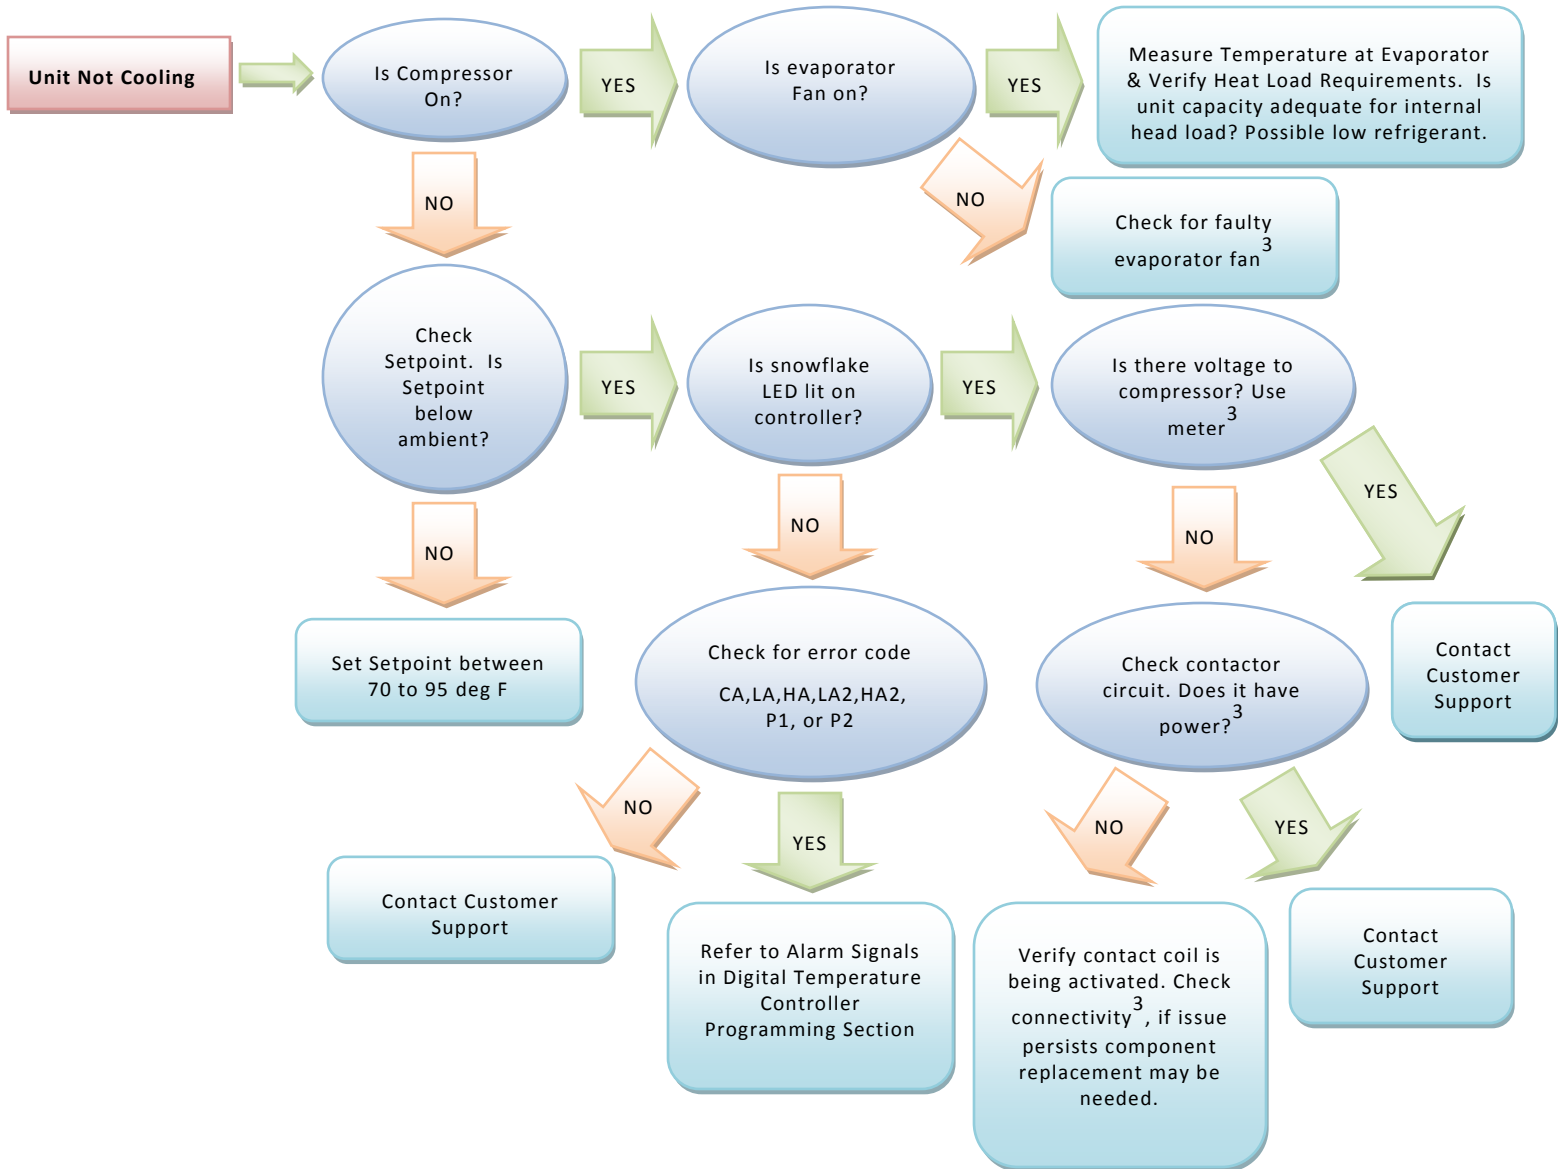 Unit Not Cooling
Is Compressor
On?
YES
Is evaporator
Fan on?
YES
Measure Temperature at Evaporator
& Verify Heat Load Requirements. Is
unit capacity adequate for internal
head load? Possible low refrigerant.
NO
NO
Check for faulty
evaporator fan3
Check
Setpoint. Is
Setpoint
below
ambient?
YES
Is snowflake
LED lit on
controller?
YES
Is there voltage to
compressor? Use
meter3
YES
NO
NO
NO
Set Setpoint between
70 to 95 deg F
Check for error code
CA,LA,HA,LA2,HA2,
P1, or P2
Check contactor
circuit. Does it have
power?3
Contact
Customer
Support
NO
YES
NO
YES
Contact Customer
Support
Refer to Alarm Signals
in Digital Temperature
Controller
Programming Section
Verify contact coil is
being activated. Check
connectivity3, if issue
persists component
replacement may be
needed.
Contact
Customer
Support